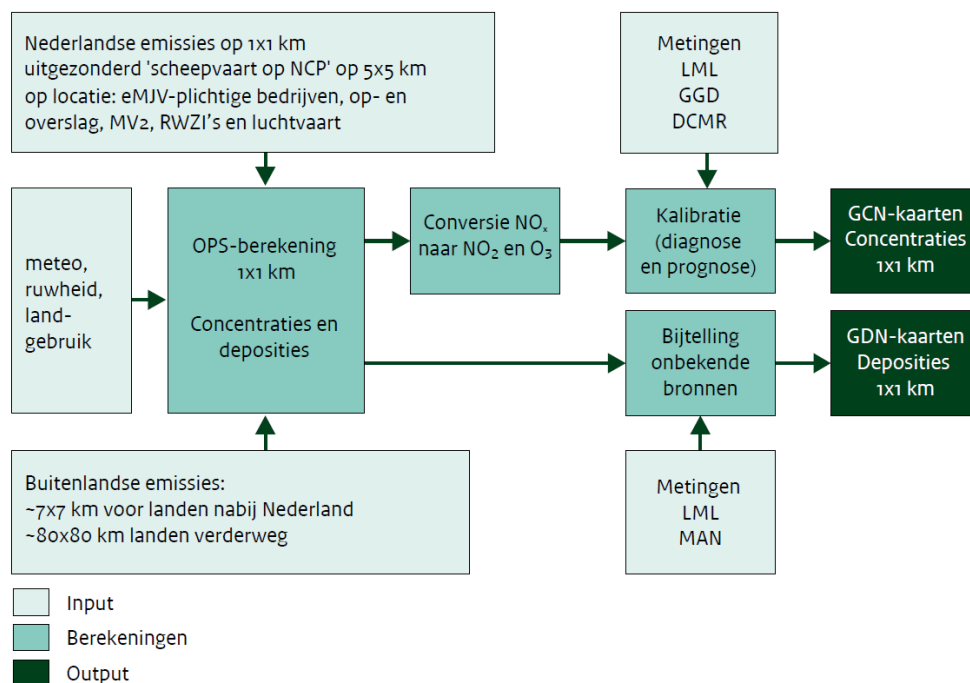 Nederlandse emissies op 1x1 km
uitgezonderd 'scheepvaart op NCP' op 5x5 km
op locatie: eMJV-plichtige bedrijven, op- en
overslag, MV2, RWZI's en luchtvaart
Metingen
LML
GGD
DCMR
meteo,
ruwheid,
land-
gebruik
OPS-berekening
1x1 km
Concentraties en
deposities
Conversie NOₓ
naar NO₂ en O₃
Kalibratie
(diagnose
en prognose)
GCN-kaarten
Concentraties
1x1 km
Bijtelling
onbekende
bronnen
GDN-kaarten
Deposities
1x1 km
Buitenlandse emissies:
~7x7 km voor landen nabij Nederland
~80x80 km landen verderweg
Metingen
LML
MAN
Input
Berekeningen
Output